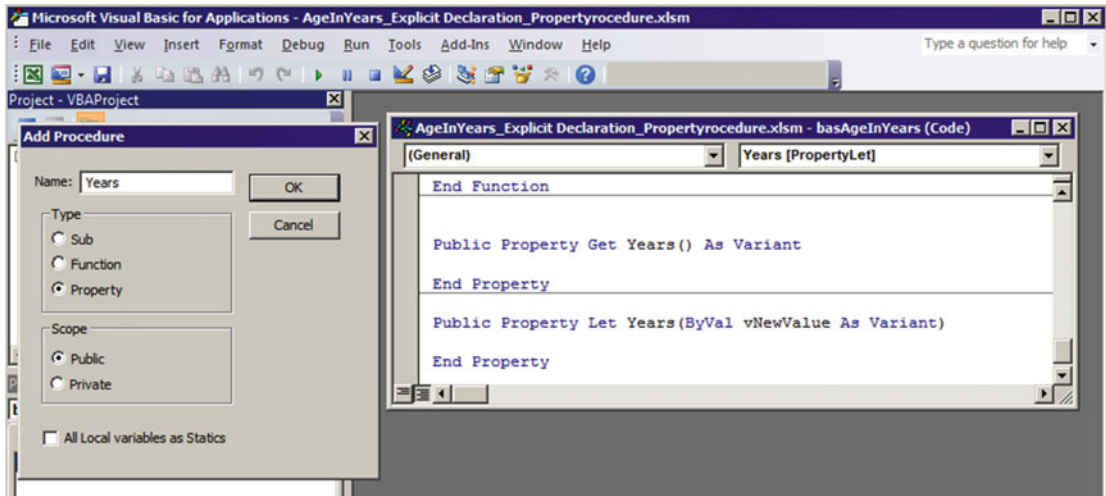 Microsoft Visual Basic for Applications - AgeInYears_Explicit Declaration_Propertyrocedure.xlsm
File Edit View Insert Format Debug Run Tools Add-Ins Window Help
Type a question for help
Project - VBAProject
Add Procedure
Name: Years
OK
Type
Cancel
Sub
Function
Property
Scope
Public
Private
All Local variables as Statics
AgeInYears_Explicit Declaration_Propertyrocedure.xlsm - basAgeInYears (Code)
(General) Years [PropertyLet]
End Function
Public Property Get Years() As Variant
End Property
Public Property Let Years(ByVal vNewValue As Variant)
End Property